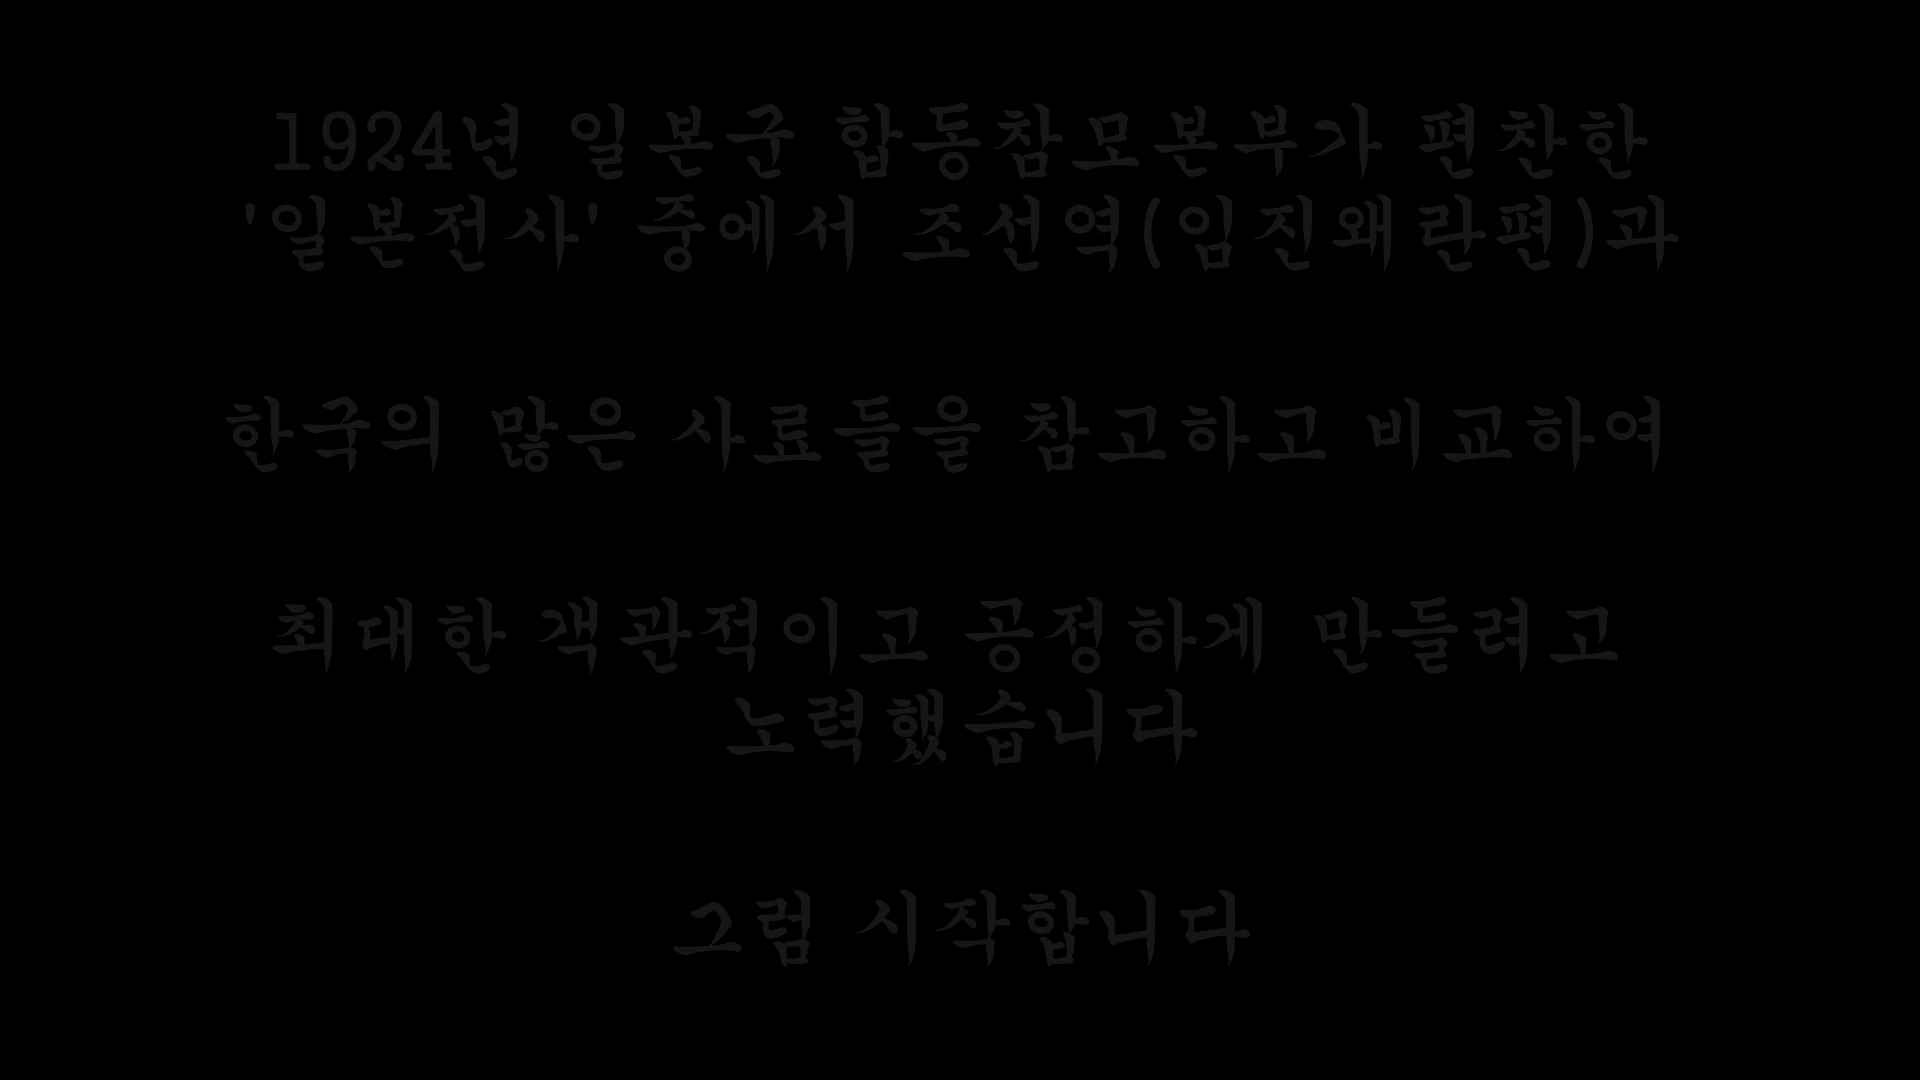 1924년 일본군 합동참모본부가 편찬한
'일본전사' 중에서 조선역(임진왜란편)과
한국의 많은 사료들을 참고하고 비교하여
최대한 객관적이고 공정하게 만들려고
노력했습니다
그럼 시작합니다